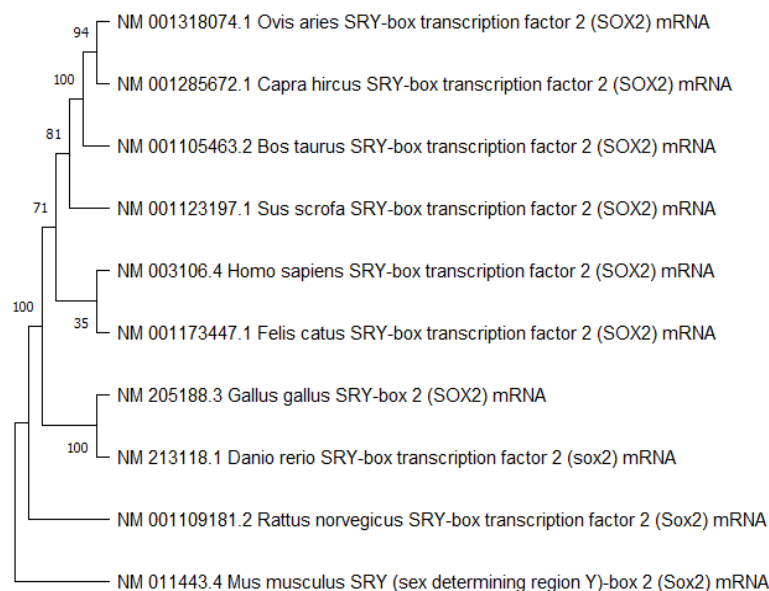 94
NM 001318074.1 Ovis aries SRY-box transcription factor 2 (SOX2) mRNA
100
NM 001285672.1 Capra hircus SRY-box transcription factor 2 (SOX2) mRNA
81
NM 001105463.2 Bos taurus SRY-box transcription factor 2 (SOX2) mRNA
71
NM 001123197.1 Sus scrofa SRY-box transcription factor 2 (SOX2) mRNA
NM 003106.4 Homo sapiens SRY-box transcription factor 2 (SOX2) mRNA
100
35
NM 001173447.1 Felis catus SRY-box transcription factor 2 (SOX2) mRNA
NM 205188.3 Gallus gallus SRY-box 2 (SOX2) mRNA
100
NM 213118.1 Danio rerio SRY-box transcription factor 2 (sox2) mRNA
NM 001109181.2 Rattus norvegicus SRY-box transcription factor 2 (Sox2) mRNA
NM 011443.4 Mus musculus SRY (sex determining region Y)-box 2 (Sox2) mRNA